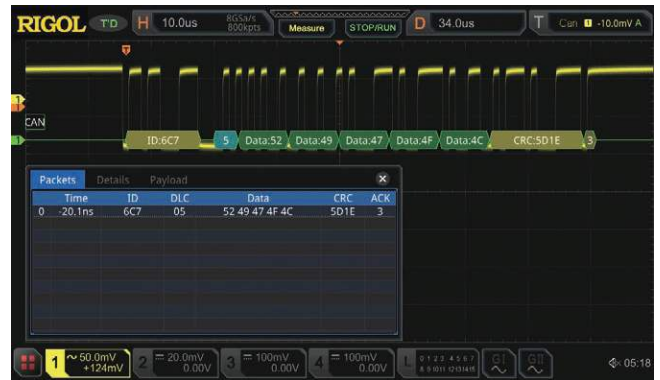 RIGOL T'D H 10.0us 8GSa/s 800kpts Measure STOP/RUN D 34.0us T Can 1 -10.0mV A
T
1
CAN
1 ID:6C7 5 Data:52 Data:49 Data:47 Data:4F Data:4C CRC:5D1E 3
Packets Details Payload
Time ID DLC Data CRC ACK
0 -20.1ns 6C7 05 52 49 47 4F 4C 5D1E 3
1 50.0mV +124mV 2 20.0mV 0.00V 3 100mV 0.00V 4 100mV 0.00V L 0 1 2 3 4 5 6 7 8 9 10 11 12 13 14 15 GI GII 05:18